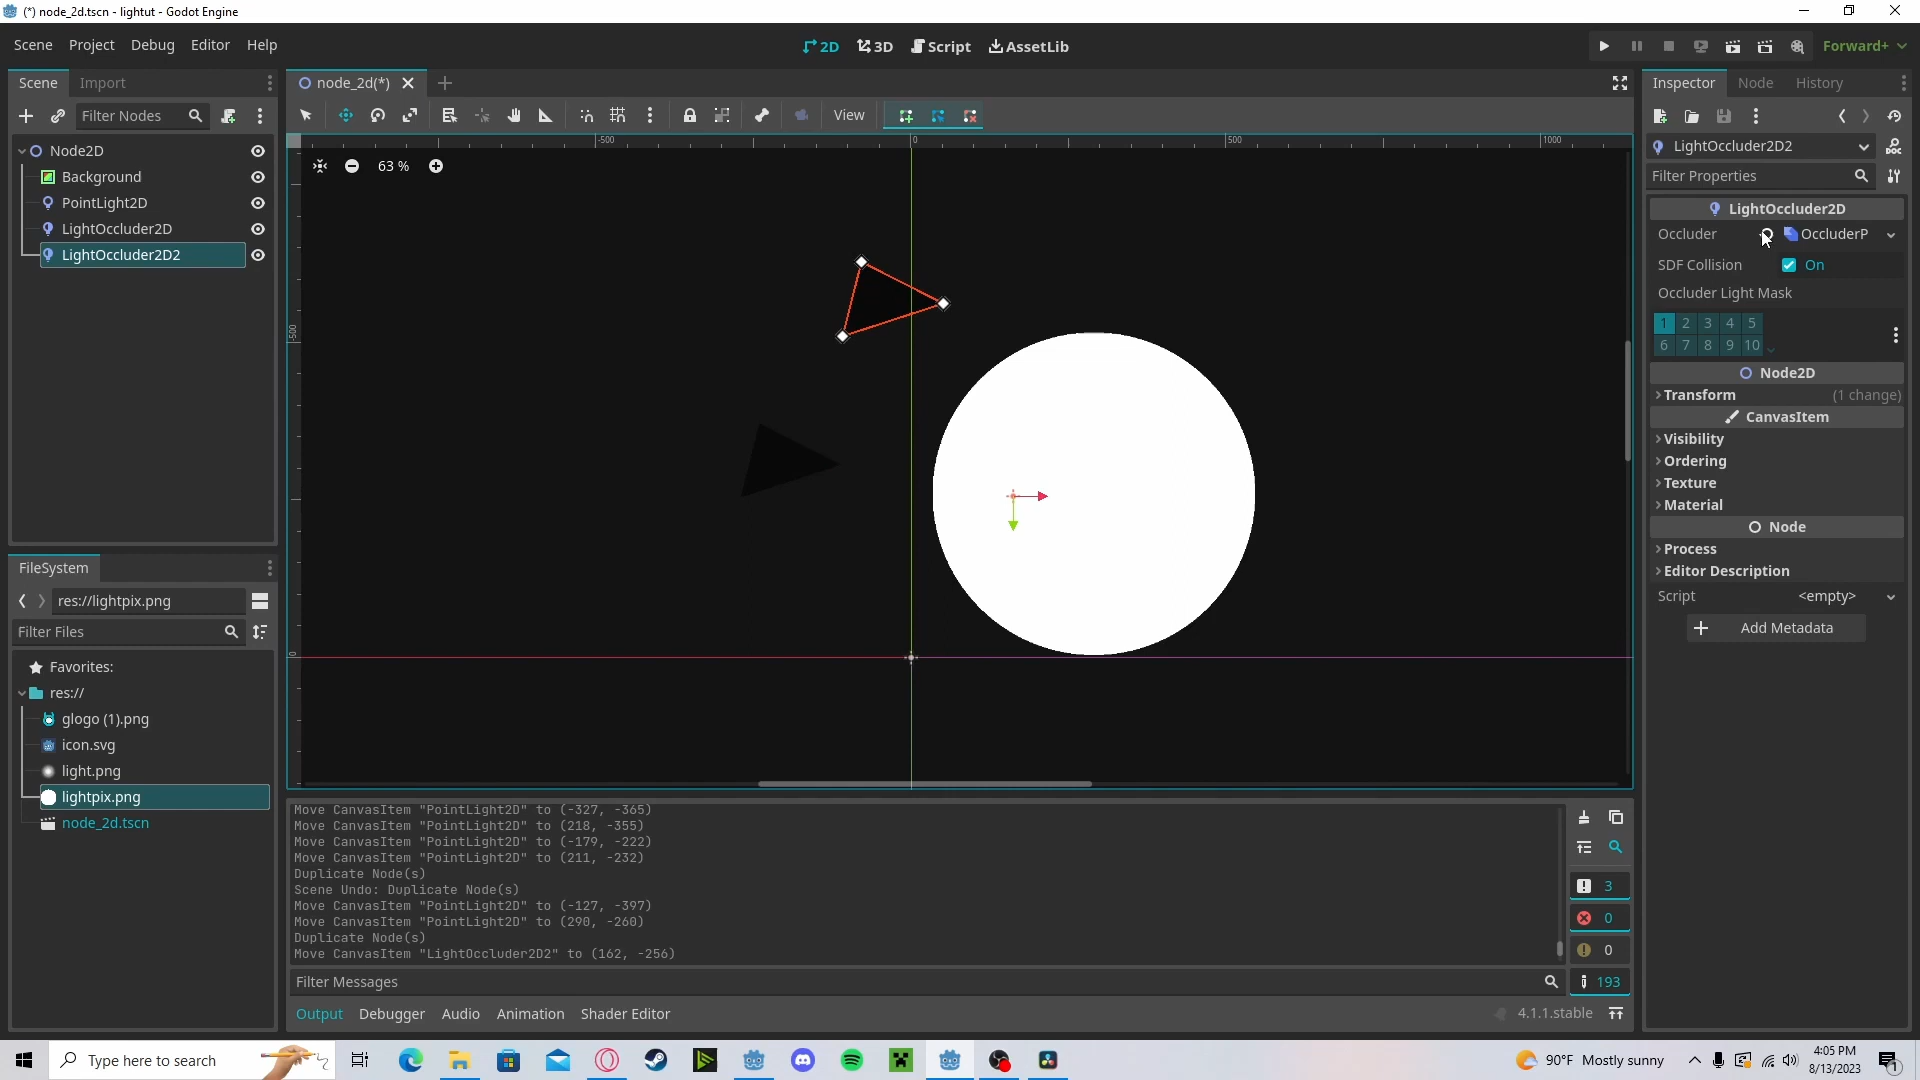 (*) node_2d.tscn - lightut - Godot Engine
Scene Project Debug Editor Help
2D 3D Script AssetLib
Forward+
Scene Import
Filter Nodes
Node2D
Background
PointLight2D
LightOccluder2D
LightOccluder2D2
FileSystem
res://lightpix.png
Filter Files
Favorites:
res://
glogo (1).png
icon.svg
light.png
lightpix.png
node_2d.tscn
node_2d(*)
View
-500 0 500 1000
63 %
-500
0
Move CanvasItem "PointLight2D" to (-327, -365)
Move CanvasItem "PointLight2D" to (218, -355)
Move CanvasItem "PointLight2D" to (-179, -222)
Move CanvasItem "PointLight2D" to (211, -232)
Duplicate Node(s)
Scene Undo: Duplicate Node(s)
Move CanvasItem "PointLight2D" to (-127, -397)
Move CanvasItem "PointLight2D" to (290, -260)
Duplicate Node(s)
Move CanvasItem "LightOccluder2D2" to (162, -256)
3
0
0
193
Filter Messages
Output Debugger Audio Animation Shader Editor
4.1.1.stable
Inspector Node History
LightOccluder2D2
Filter Properties
LightOccluder2D
Occluder OccluderP
SDF Collision On
Occluder Light Mask
1 2 3 4 5
6 7 8 9 10
Node2D
Transform (1 change)
CanvasItem
Visibility
Ordering
Texture
Material
Node
Process
Editor Description
Script <empty>
Add Metadata
Type here to search
90°F Mostly sunny
4:05 PM
8/13/2023
1